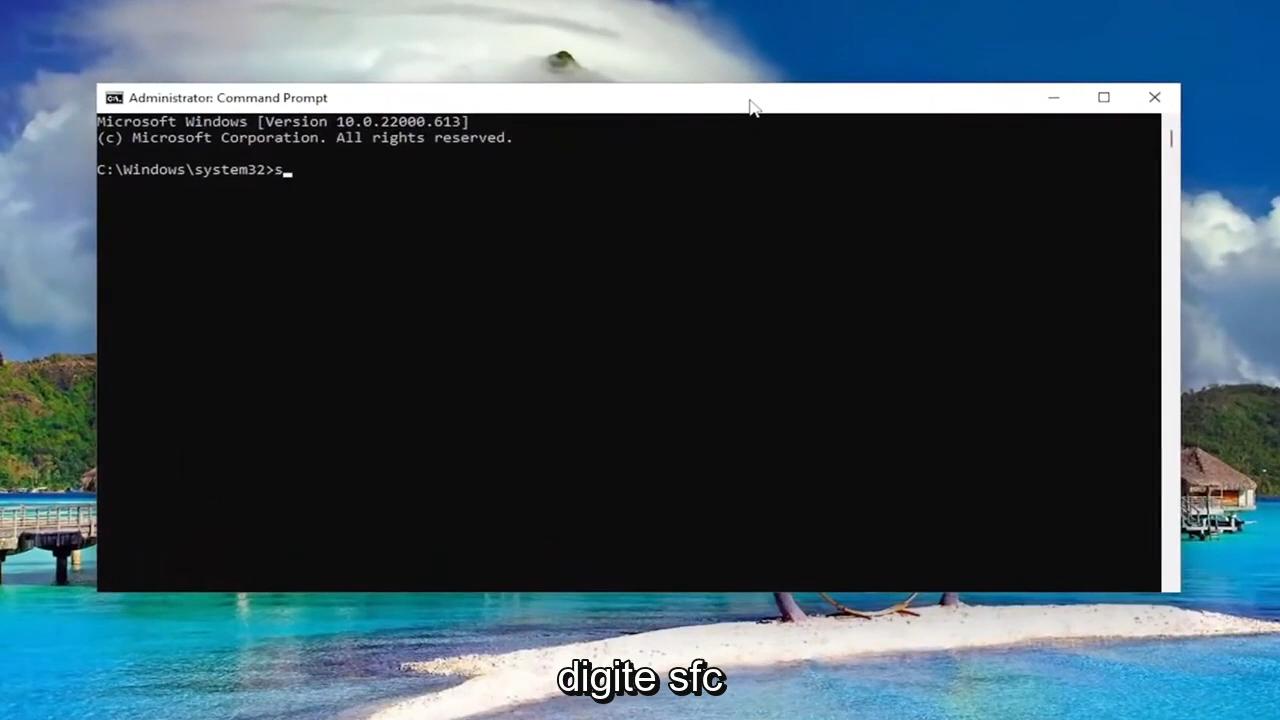 Administrator: Command Prompt
Microsoft Windows [Version 10.0.22000.613]
(c) Microsoft Corporation. All rights reserved.
C:\Windows\system32>s
digite sfc